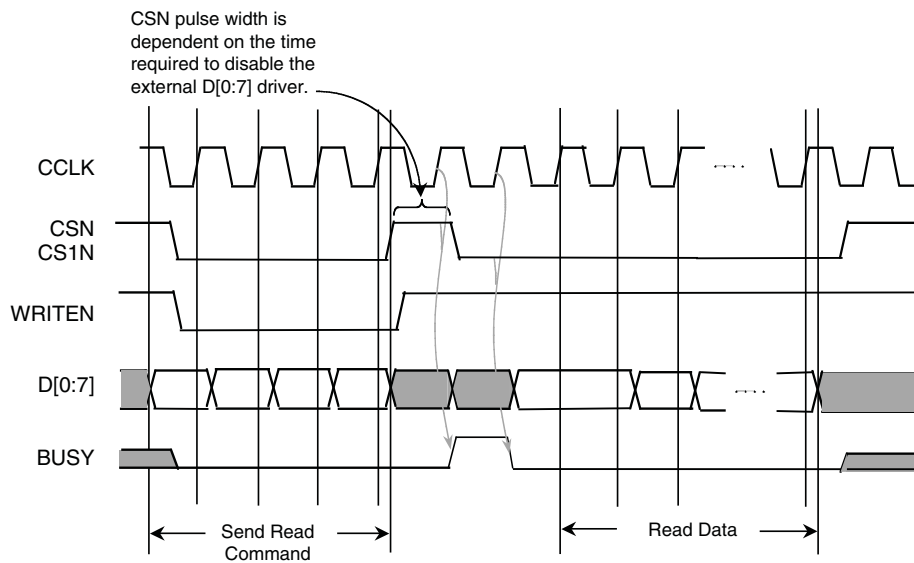 CSN pulse width is
dependent on the time
required to disable the
external D[0:7] driver.
CCLK
CSN
CS1N
WRITEN
D[0:7]
BUSY
Send Read
Command
Read Data